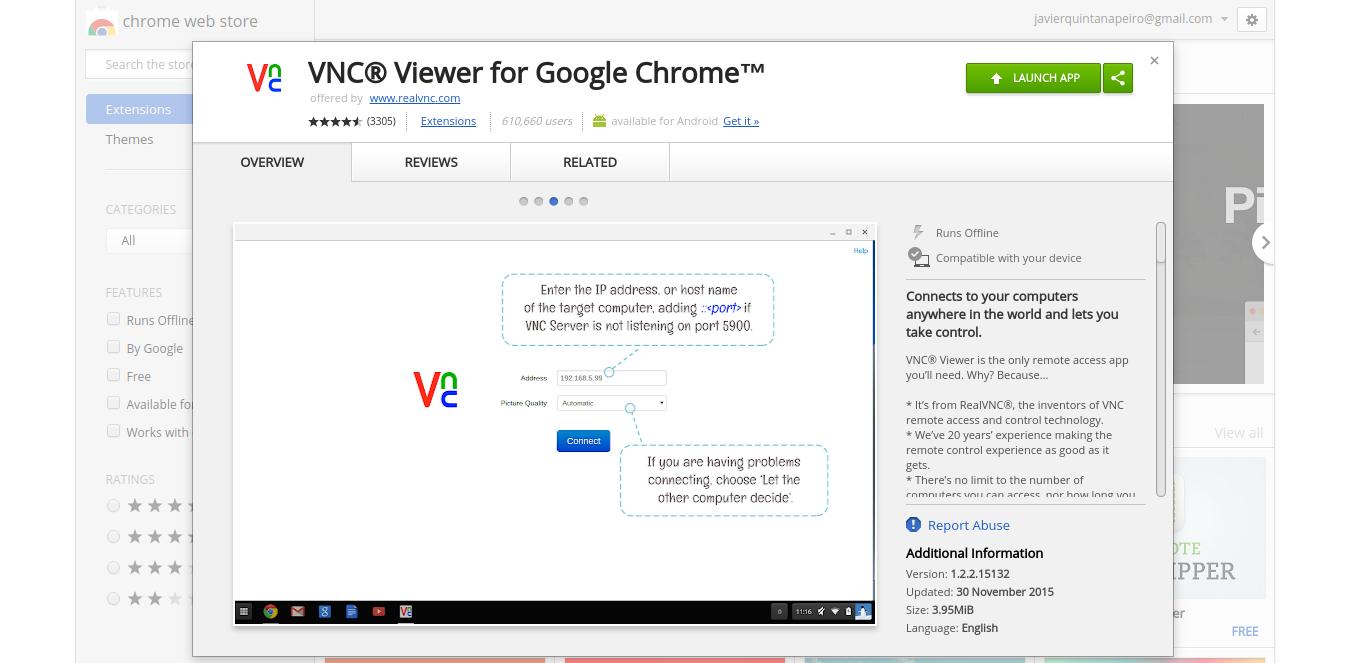 chrome web store
javierquintanapeiro@gmail.com
Search the store
Extensions
Themes
CATEGORIES
All
FEATURES
Runs Offline
By Google
Free
Available for
Works with
RATINGS
VNC® Viewer for Google Chrome™
offered by www.realvnc.com
(3305) Extensions 610,660 users available for Android Get it »
LAUNCH APP
OVERVIEW REVIEWS RELATED
Help
Enter the IP address, or host name
of the target computer, adding ::<port> if
VNC Server is not listening on port 5900.
Vnc
Address 192.168.5.99
Picture Quality Automatic
Connect
If you are having problems
connecting, choose 'Let the
other computer decide'.
0 11:16
Runs Offline
Compatible with your device
Connects to your computers
anywhere in the world and lets you
take control.
VNC® Viewer is the only remote access app
you'll need. Why? Because...
* It's from RealVNC®, the inventors of VNC
remote access and control technology.
* We've 20 years' experience making the
remote control experience as good as it
gets.
* There's no limit to the number of
computers you can access, nor how long you
Report Abuse
Additional Information
Version: 1.2.2.15132
Updated: 30 November 2015
Size: 3.95MiB
Language: English
Pi
View all
OTE
IPPER
er
FREE